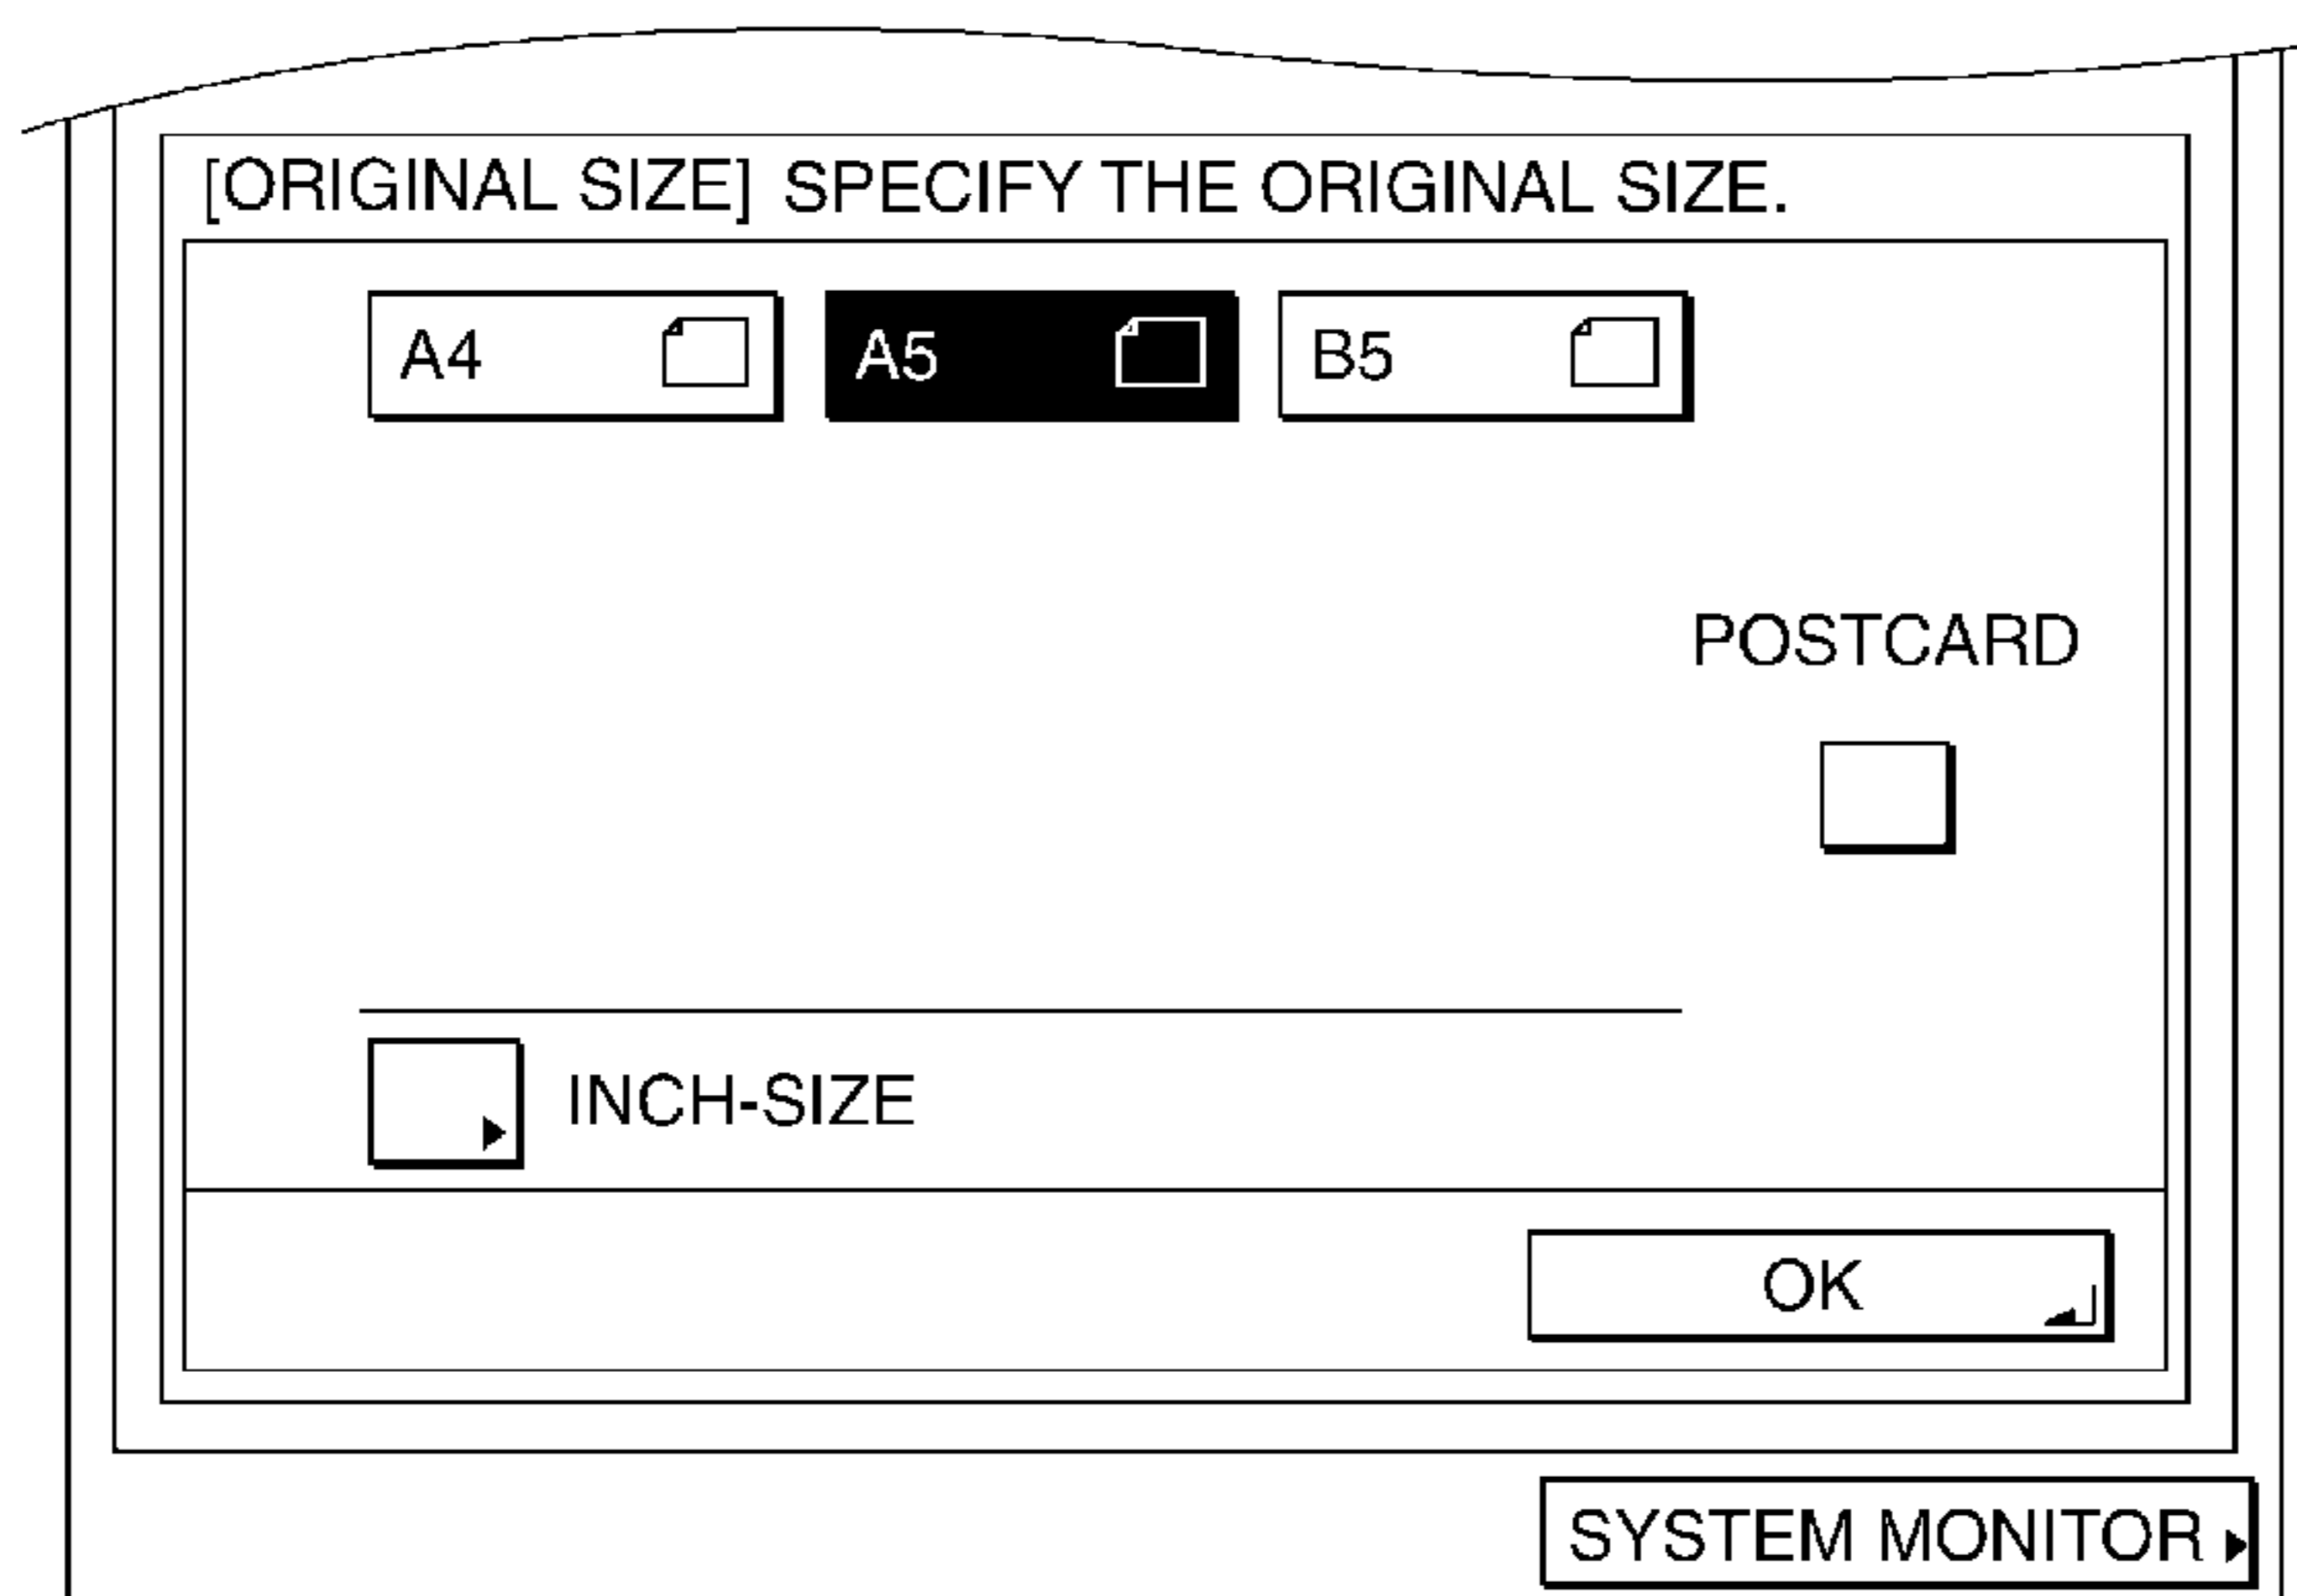 [ORIGINAL SIZE] SPECIFY THE ORIGINAL SIZE.
A4 A5 B5
POSTCARD
INCH-SIZE
OK
SYSTEM MONITOR